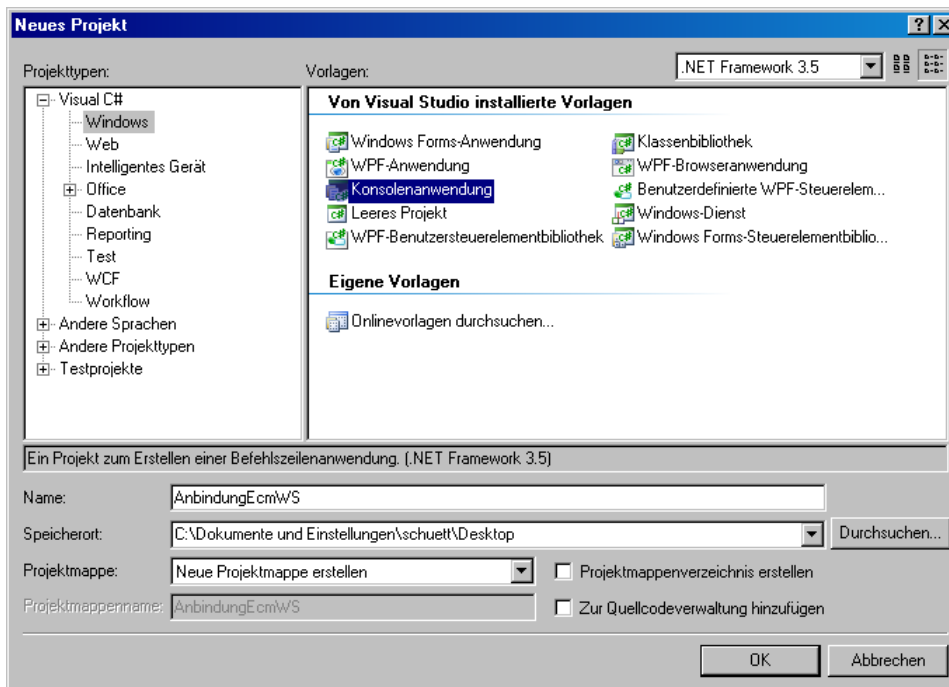 Neues Projekt
Projekttypen:
Vorlagen:
.NET Framework 3.5
Visual C#
Windows
Web
Intelligentes Gerät
Office
Datenbank
Reporting
Test
WCF
Workflow
Andere Sprachen
Andere Projekttypen
Testprojekte
Von Visual Studio installierte Vorlagen
Windows Forms-Anwendung
WPF-Anwendung
Konsolenanwendung
Leeres Projekt
WPF-Benutzersteuerelementbibliothek
Klassenbibliothek
WPF-Browseranwendung
Benutzerdefinierte WPF-Steuerelem...
Windows-Dienst
Windows Forms-Steuerelementbiblio...
Eigene Vorlagen
Onlinevorlagen durchsuchen...
Ein Projekt zum Erstellen einer Befehlszeilenanwendung. (.NET Framework 3.5)
Name: AnbindungEcmWS
Speicherort: C:\Dokumente und Einstellungen\schuett\Desktop Durchsuchen...
Projektmappe: Neue Projektmappe erstellen Projektmappenverzeichnis erstellen
Projektmappenname: AnbindungEcmWS Zur Quellcodeverwaltung hinzufügen
OK Abbrechen